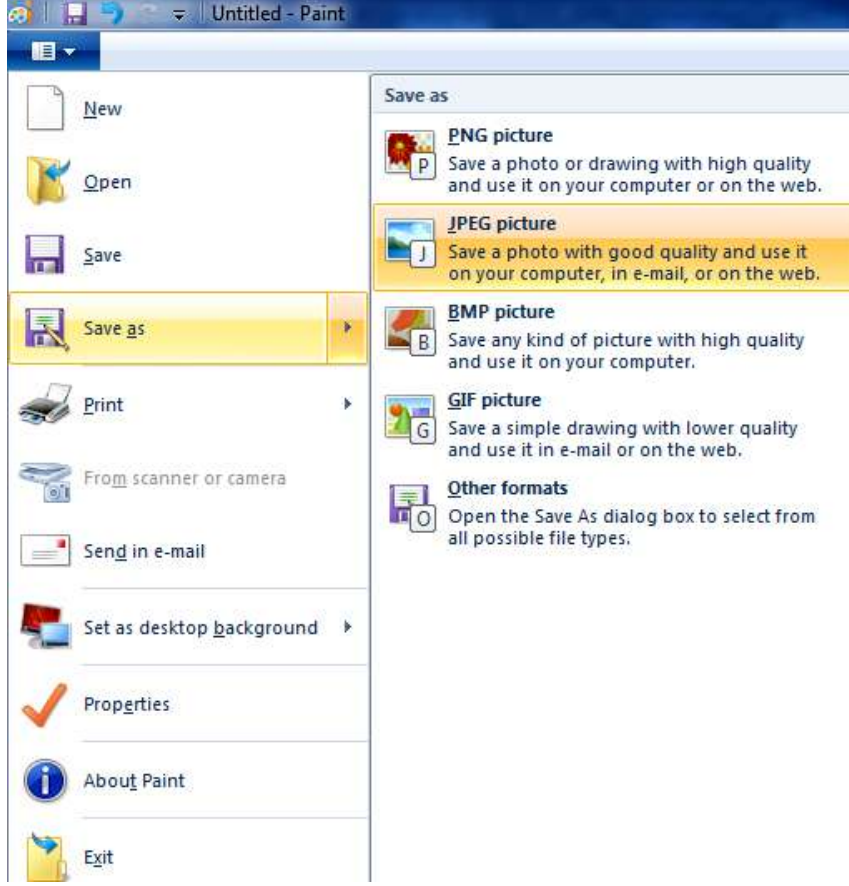 Untitled - Paint
New
Open
Save
Save as
Print
From scanner or camera
Send in e-mail
Set as desktop background
Properties
About Paint
Exit
Save as
PNG picture
P
Save a photo or drawing with high quality
and use it on your computer or on the web.
JPEG picture
J
Save a photo with good quality and use it
on your computer, in e-mail, or on the web.
BMP picture
B
Save any kind of picture with high quality
and use it on your computer.
GIF picture
G
Save a simple drawing with lower quality
and use it in e-mail or on the web.
Other formats
O
Open the Save As dialog box to select from
all possible file types.